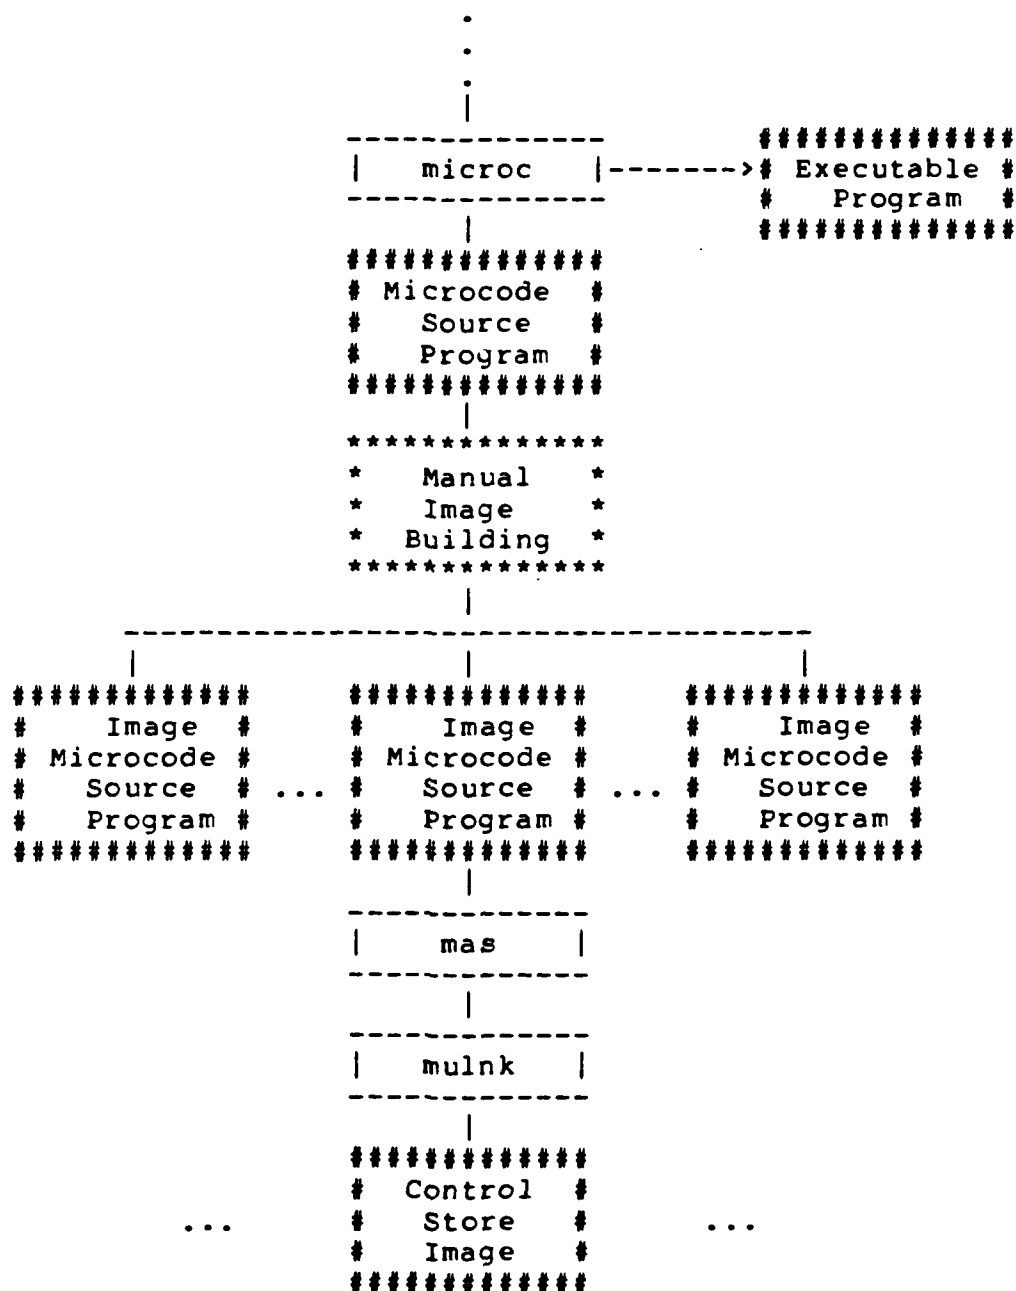 .
.
.
|
--------------
| microc |------->
##############
# Executable #
# Program #
##############
--------------
|
##############
# Microcode #
# Source #
# Program #
##############
|
**************
* Manual *
* Image *
* Building *
**************
|
--------------------------------------
| | |
############# ############# #############
# Image # # Image # # Image #
# Microcode # # Microcode # # Microcode #
# Source # ... # Source # ... # Source #
# Program # # Program # # Program #
############# ############# #############
|
-------------
| mas |
-------------
|
-------------
| mulnk |
-------------
|
#############
# Control #
... # Store # ...
# Image #
#############